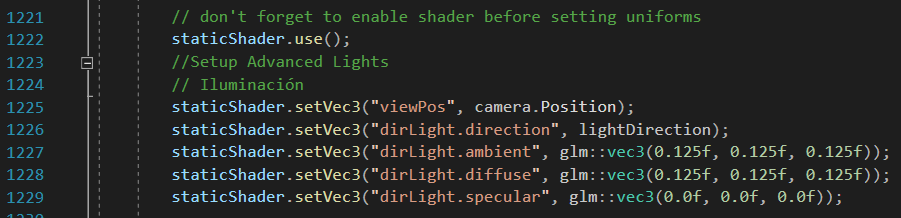 1221 // don't forget to enable shader before setting uniforms
1222 staticShader.use();
1223 //Setup Advanced Lights
1224 // Iluminación
1225 staticShader.setVec3("viewPos", camera.Position);
1226 staticShader.setVec3("dirLight.direction", lightDirection);
1227 staticShader.setVec3("dirLight.ambient", glm::vec3(0.125f, 0.125f, 0.125f));
1228 staticShader.setVec3("dirLight.diffuse", glm::vec3(0.125f, 0.125f, 0.125f));
1229 staticShader.setVec3("dirLight.specular", glm::vec3(0.0f, 0.0f, 0.0f));